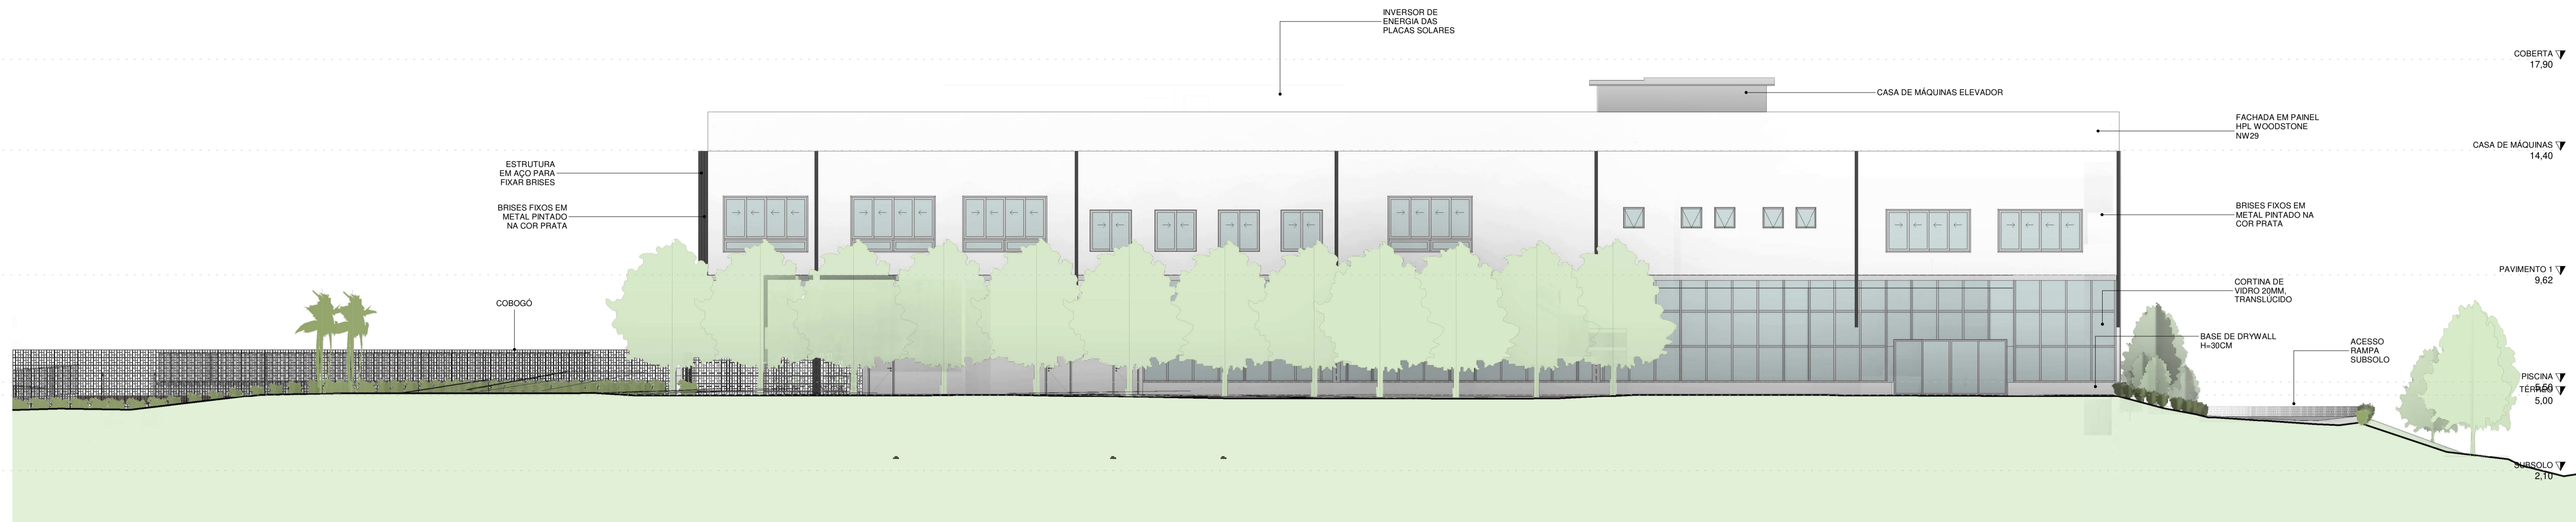 INVERSOR DE
ENERGIA DAS
PLACAS SOLARES
COBERTA
17,90
CASA DE MÁQUINAS ELEVADOR
FACHADA EM PAINEL
HPL WOODSTONE
NW29
CASA DE MÁQUINAS
14,40
ESTRUTURA
EM AÇO PARA
FIXAR BRISES
BRISES FIXOS EM
METAL PINTADO
NA COR PRATA
BRISES FIXOS EM
METAL PINTADO NA
COR PRATA
PAVIMENTO 1
9,62
CORTINA DE
VIDRO 20MM,
TRANSLÚCIDO
COBOGÓ
BASE DE DRYWALL
H=30CM
ACESSO
RAMPA
SUBSOLO
PISCINA
5,50
TÉRREO
5,00
SUBSOLO
2,10